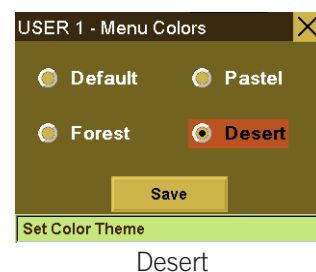 USER 1 - Menu Colors
Default Pastel
Forest Desert
Save
Set Color Theme
Desert